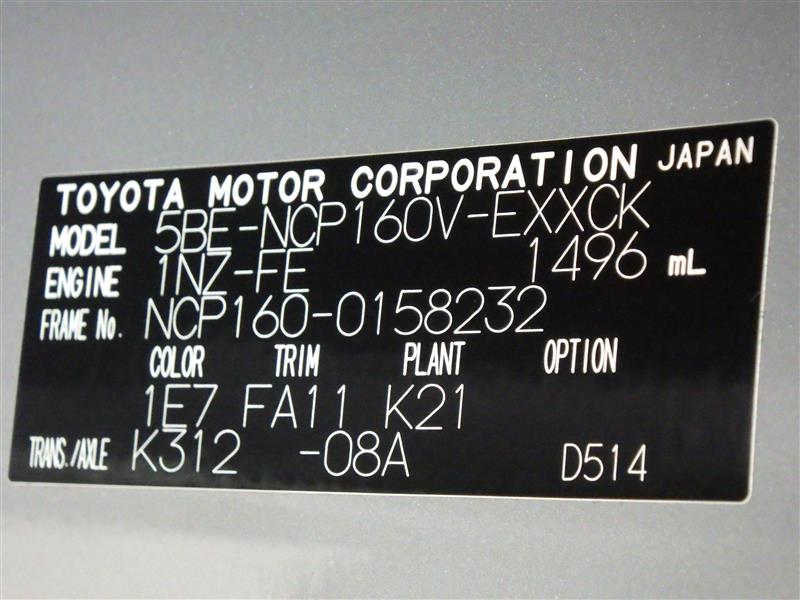 TOYOTA MOTOR CORPORATION JAPAN
MODEL 5BE-NCP160V-EXXCK
ENGINE 1NZ-FE 1496 mL
FRAME No. NCP160-0158232
COLOR TRIM PLANT OPTION
1E7 FA11 K21
TRANS./AXLE K312 -08A D514